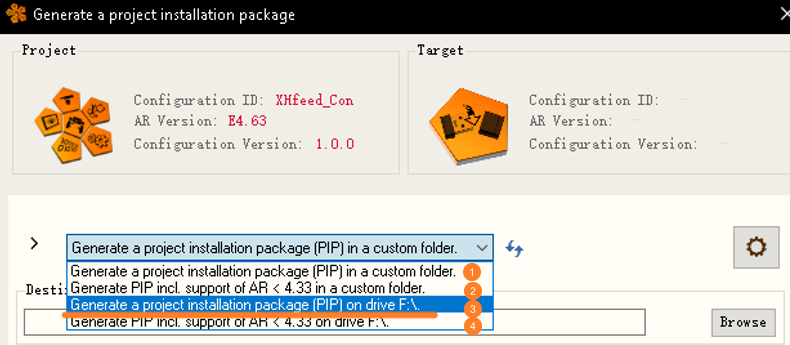 Generate a project installation package
Project
Configuration ID: XHfeed_Con
AR Version: E4.63
Configuration Version: 1.0.0
Target
Configuration ID: -
AR Version: -
Configuration Version: -
Generate a project installation package (PIP) in a custom folder.
Generate a project installation package (PIP) in a custom folder. 1
Generate PIP incl. support of AR < 4.33 in a custom folder. 2
Desti
Generate a project installation package (PIP) on drive F:\. 3
Generate PIP incl. support of AR < 4.33 on drive F:\. 4
Browse